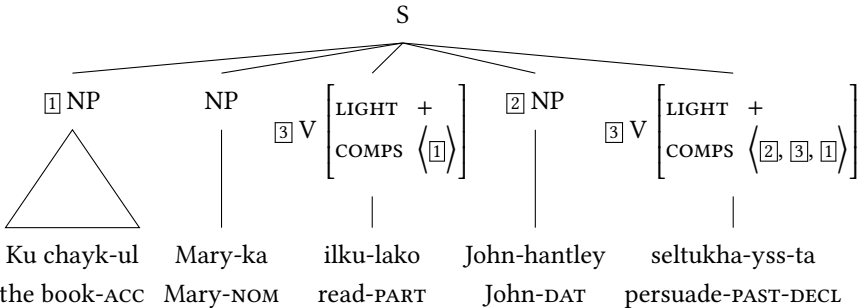 S
1 NP NP 3 V [LIGHT + COMPS ⟨1⟩] 2 NP 3 V [LIGHT + COMPS ⟨2, 3, 1⟩]
Ku chayk-ul Mary-ka ilku-lako John-hantley seltukha-yss-ta
the book-ACC Mary-NOM read-PART John-DAT persuade-PAST-DECL